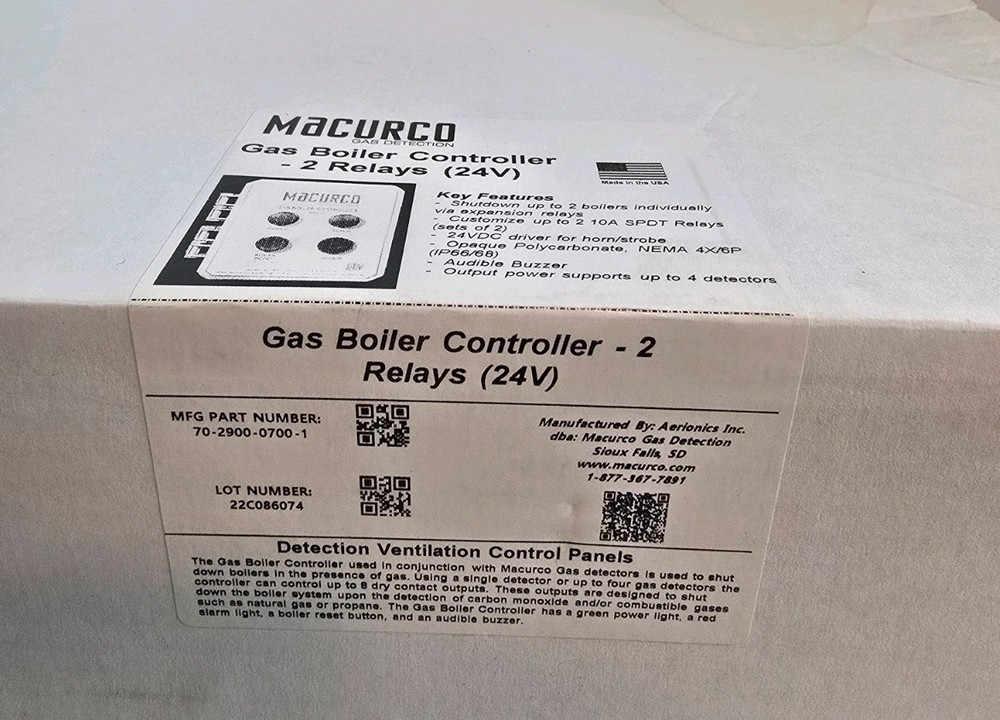 MACURCO
GAS DETECTION
Gas Boiler Controller
- 2 Relays (24V)
Made in the USA
MACURCO
Key Features
- Shutdown up to 2 boilers individually
via expansion relays
- Customize up to 2 10A SPDT Relays
(sets of 2)
- 24VDC driver for horn/strobe
- Opaque Polycarbonate, NEMA 4X/6P
(IP66/68)
- Audible Buzzer
- Output power supports up to 4 detectors
Gas Boiler Controller - 2
Relays (24V)
MFG PART NUMBER:
70-2900-0700-1
LOT NUMBER:
22C086074
Manufactured By: Aerionics Inc.
dba: Macurco Gas Detection
Sioux Falls, SD
www.macurco.com
1-877-367-7891
Detection Ventilation Control Panels
The Gas Boiler Controller used in conjunction with Macurco Gas detectors is used to shut
down boilers in the presence of gas. Using a single detector or up to four gas detectors the
controller can control up to 8 dry contact outputs. These outputs are designed to shut
down the boiler system upon the detection of carbon monoxide and/or combustible gases
such as natural gas or propane. The Gas Boiler Controller has a green power light, a red
alarm light, a boiler reset button, and an audible buzzer.